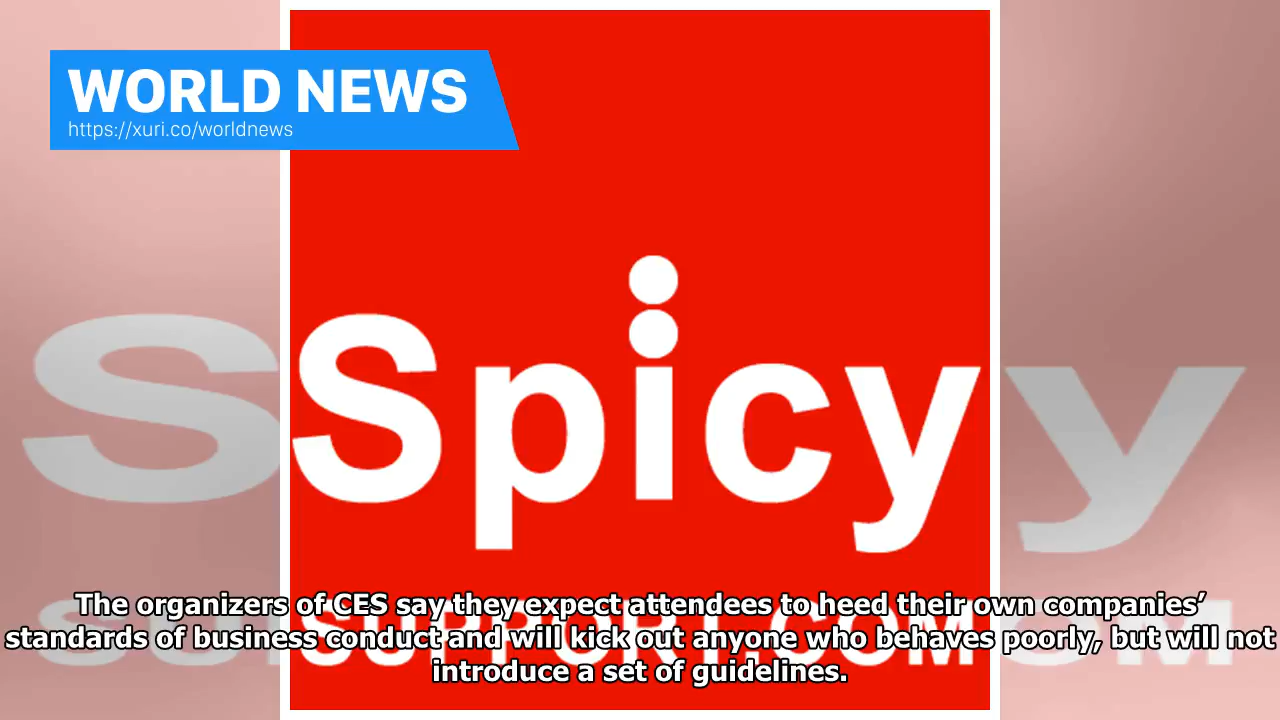 WORLD NEWS
https://xuri.co/worldnews
Spicy
SUPPORT.COM
The organizers of CES say they expect attendees to heed their own companies’
standards of business conduct and will kick out anyone who behaves poorly, but will not
introduce a set of guidelines.